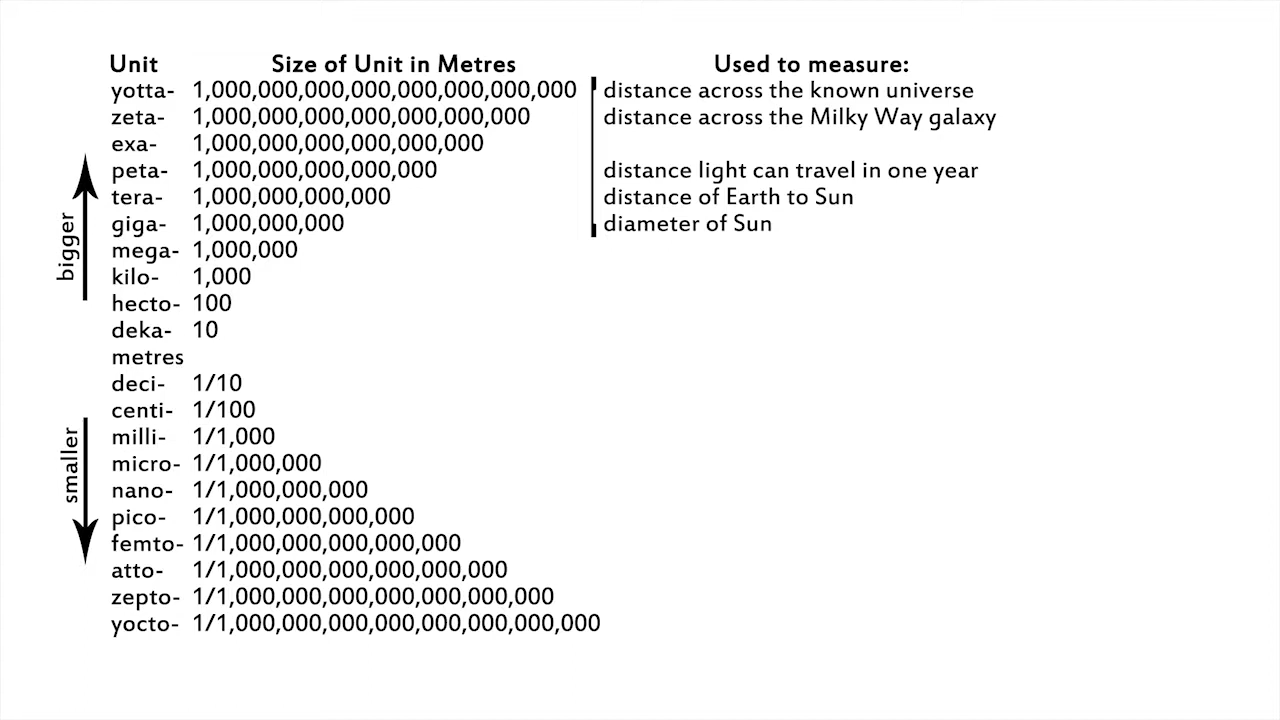 Unit Size of Unit in Metres Used to measure:
yotta- 1,000,000,000,000,000,000,000,000 distance across the known universe
zeta- 1,000,000,000,000,000,000,000 distance across the Milky Way galaxy
exa- 1,000,000,000,000,000,000
peta- 1,000,000,000,000,000 distance light can travel in one year
tera- 1,000,000,000,000 distance of Earth to Sun
giga- 1,000,000,000 diameter of Sun
mega- 1,000,000
kilo- 1,000
hecto- 100
deka- 10
metres
deci- 1/10
centi- 1/100
milli- 1/1,000
micro- 1/1,000,000
nano- 1/1,000,000,000
pico- 1/1,000,000,000,000
femto- 1/1,000,000,000,000,000
atto- 1/1,000,000,000,000,000,000
zepto- 1/1,000,000,000,000,000,000,000
yocto- 1/1,000,000,000,000,000,000,000,000
bigger
smaller